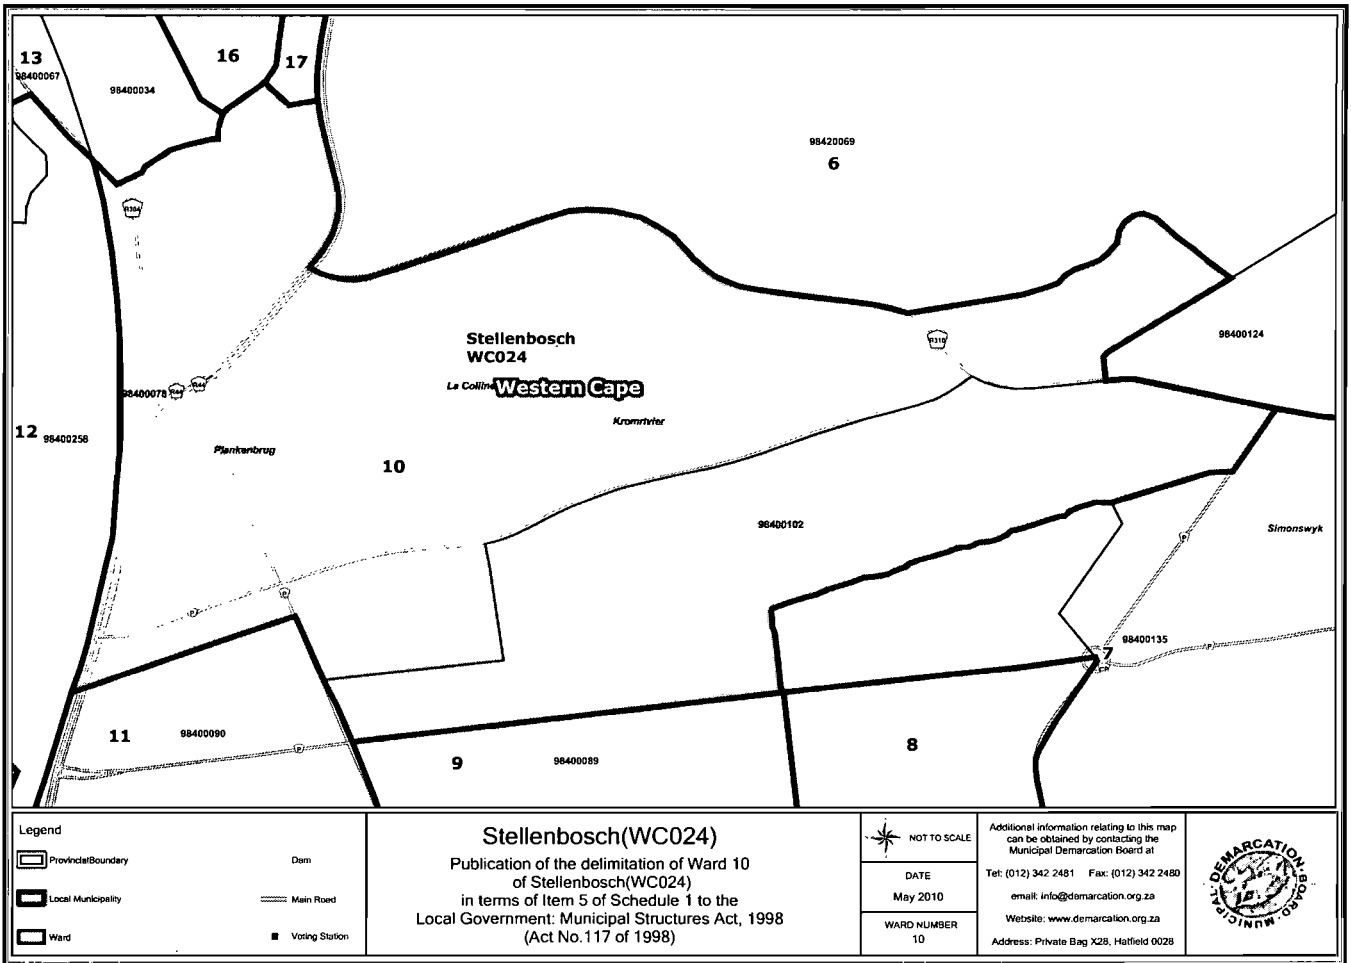 13
98400067
98400034
16
17
98420069
6
R304
98400124
R310
Stellenbosch
WC024
La Colline
Western Cape
Kromrivier
98400078
R44
R44
12
98400258
Plankenbrug
10
98400102
Simonswyk
P
P
P
98400135
7
P
11
98400090
P
9
98400089
8
Legend
Provincial Boundary
Dam
Local Municipality
Main Road
Ward
Voting Station
Stellenbosch(WC024)
Publication of the delimitation of Ward 10
of Stellenbosch(WC024)
in terms of Item 5 of Schedule 1 to the
Local Government: Municipal Structures Act, 1998
(Act No.117 of 1998)
NOT TO SCALE
DATE
May 2010
WARD NUMBER
10
Additional information relating to this map
can be obtained by contacting the
Municipal Demarcation Board at
Tel: (012) 342 2481 Fax: (012) 342 2480
email: info@demarcation.org.za
Website: www.demarcation.org.za
Address: Private Bag X28, Hatfield 0028
MUNICIPAL DEMARCATION BOARD